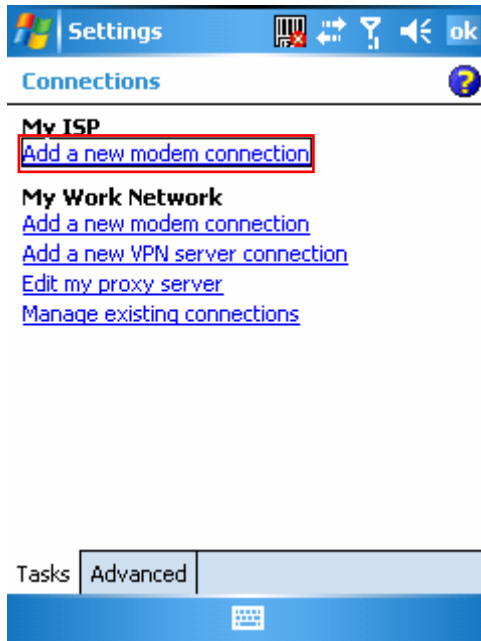 Settings
ok
Connections
?
My ISP
Add a new modem connection
My Work Network
Add a new modem connection
Add a new VPN server connection
Edit my proxy server
Manage existing connections
Tasks Advanced